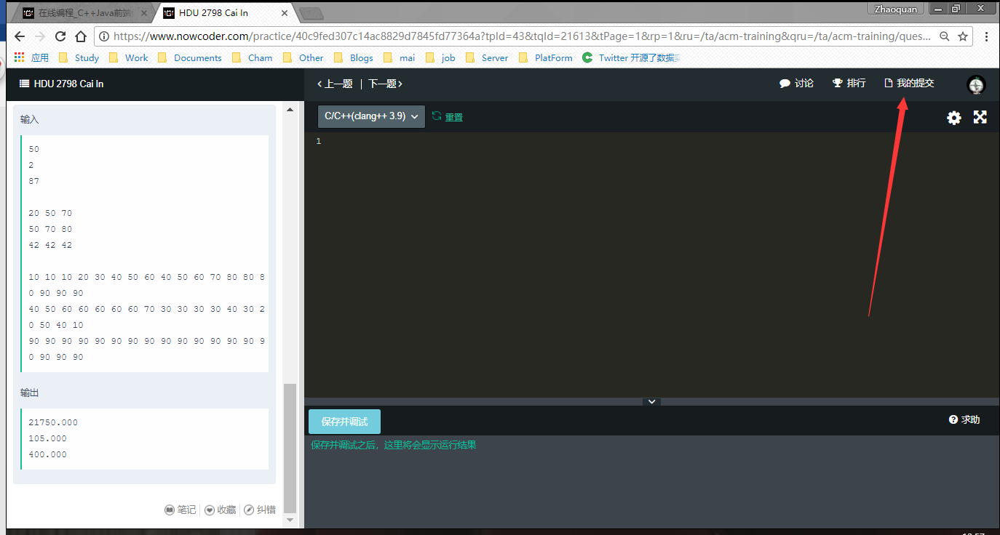 在线编程_C++Java前端
HDU 2798 Cai In
Zhaoquan
https://www.nowcoder.com/practice/40c9fed307c14ac8829d7845fd77364a?tpId=43&tqId=21613&tPage=1&rp=1&ru=/ta/acm-training&qru=/ta/acm-training/ques...
应用 Study Work Documents Cham Other Blogs mai job Server PlatForm Twitter 开源了数据
HDU 2798 Cai In
上一题 | 下一题
讨论 排行 我的提交
输入
50
2
87
20 50 70
50 70 80
42 42 42
10 10 10 20 30 40 50 60 40 50 60 70 80 80 8
0 90 90 90
40 50 60 60 60 60 60 70 30 30 30 30 40 30 2
0 50 40 10
90 90 90 90 90 90 90 90 90 90 90 90 90 90 9
0 90 90 90
输出
21750.000
105.000
400.000
笔记 收藏 纠错
C/C++(clang++ 3.9) 重置
1
保存并调试
求助
保存并调试之后，这里将会显示运行结果